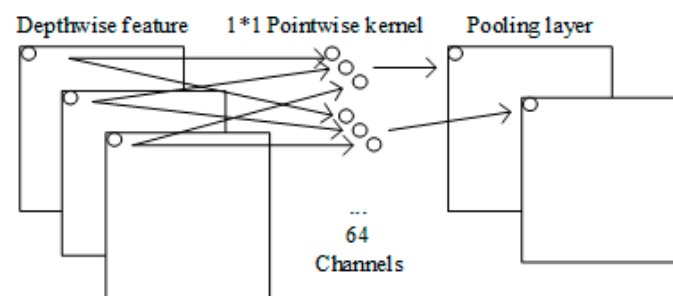 Depthwise feature
1*1 Pointwise kernel
Pooling layer
...
64
Channels